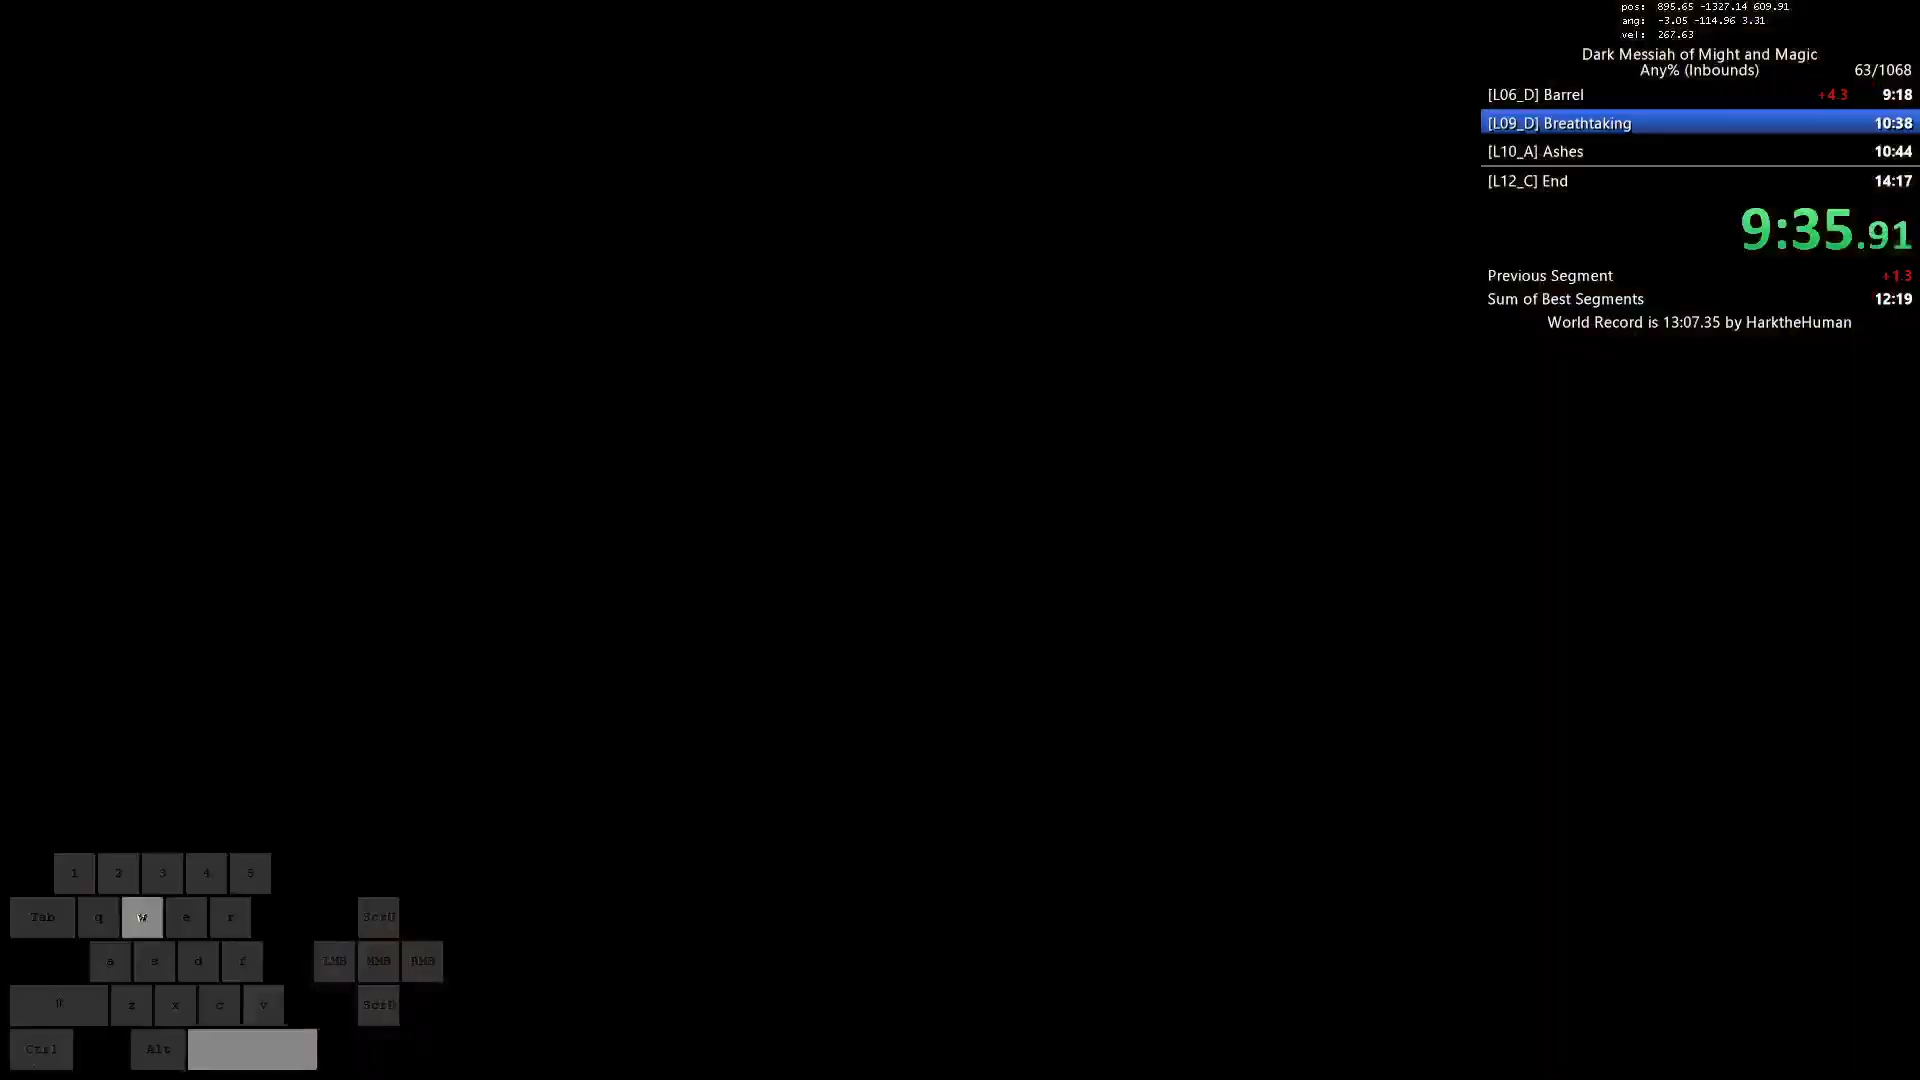 pos: 895.65 -1327.14 609.91
ang: -3.05 -114.96 3.31
vel: 267.63
Dark Messiah of Might and Magic
Any% (Inbounds) 63/1068
[L06_D] Barrel +4.3 9:18
[L09_D] Breathtaking 10:38
[L10_A] Ashes 10:44
[L12_C] End 14:17
9:35.91
Previous Segment +1.3
Sum of Best Segments 12:19
World Record is 13:07.35 by HarktheHuman
1 2 3 4 5
Tab q w e r ScrU
a s d f LMB MMB RMB
z x c v ScrD
Ctrl Alt